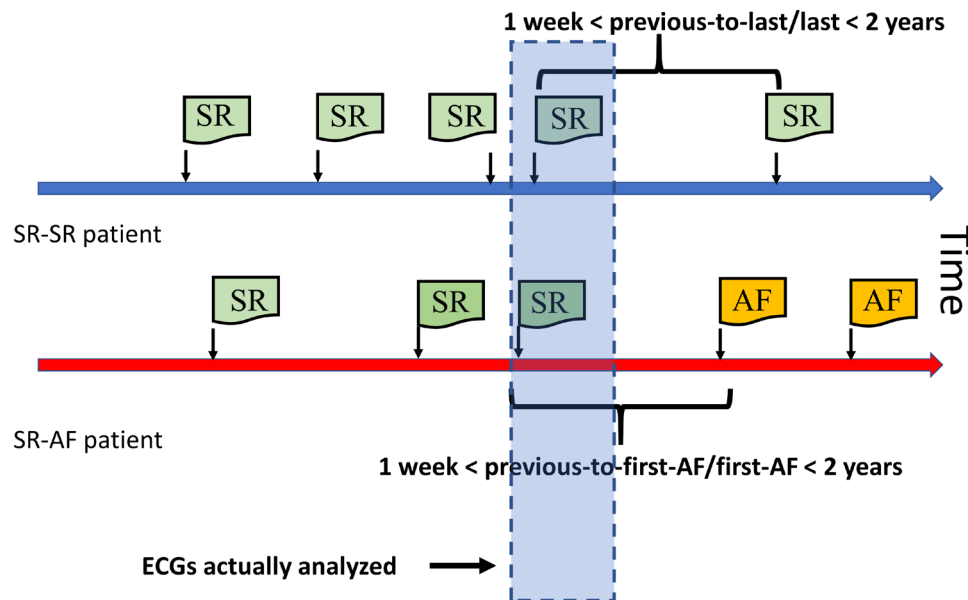 1 week < previous-to-last/last < 2 years
SR SR SR SR SR
SR-SR patient
Time
SR SR SR AF AF
SR-AF patient
1 week < previous-to-first-AF/first-AF < 2 years
ECGs actually analyzed